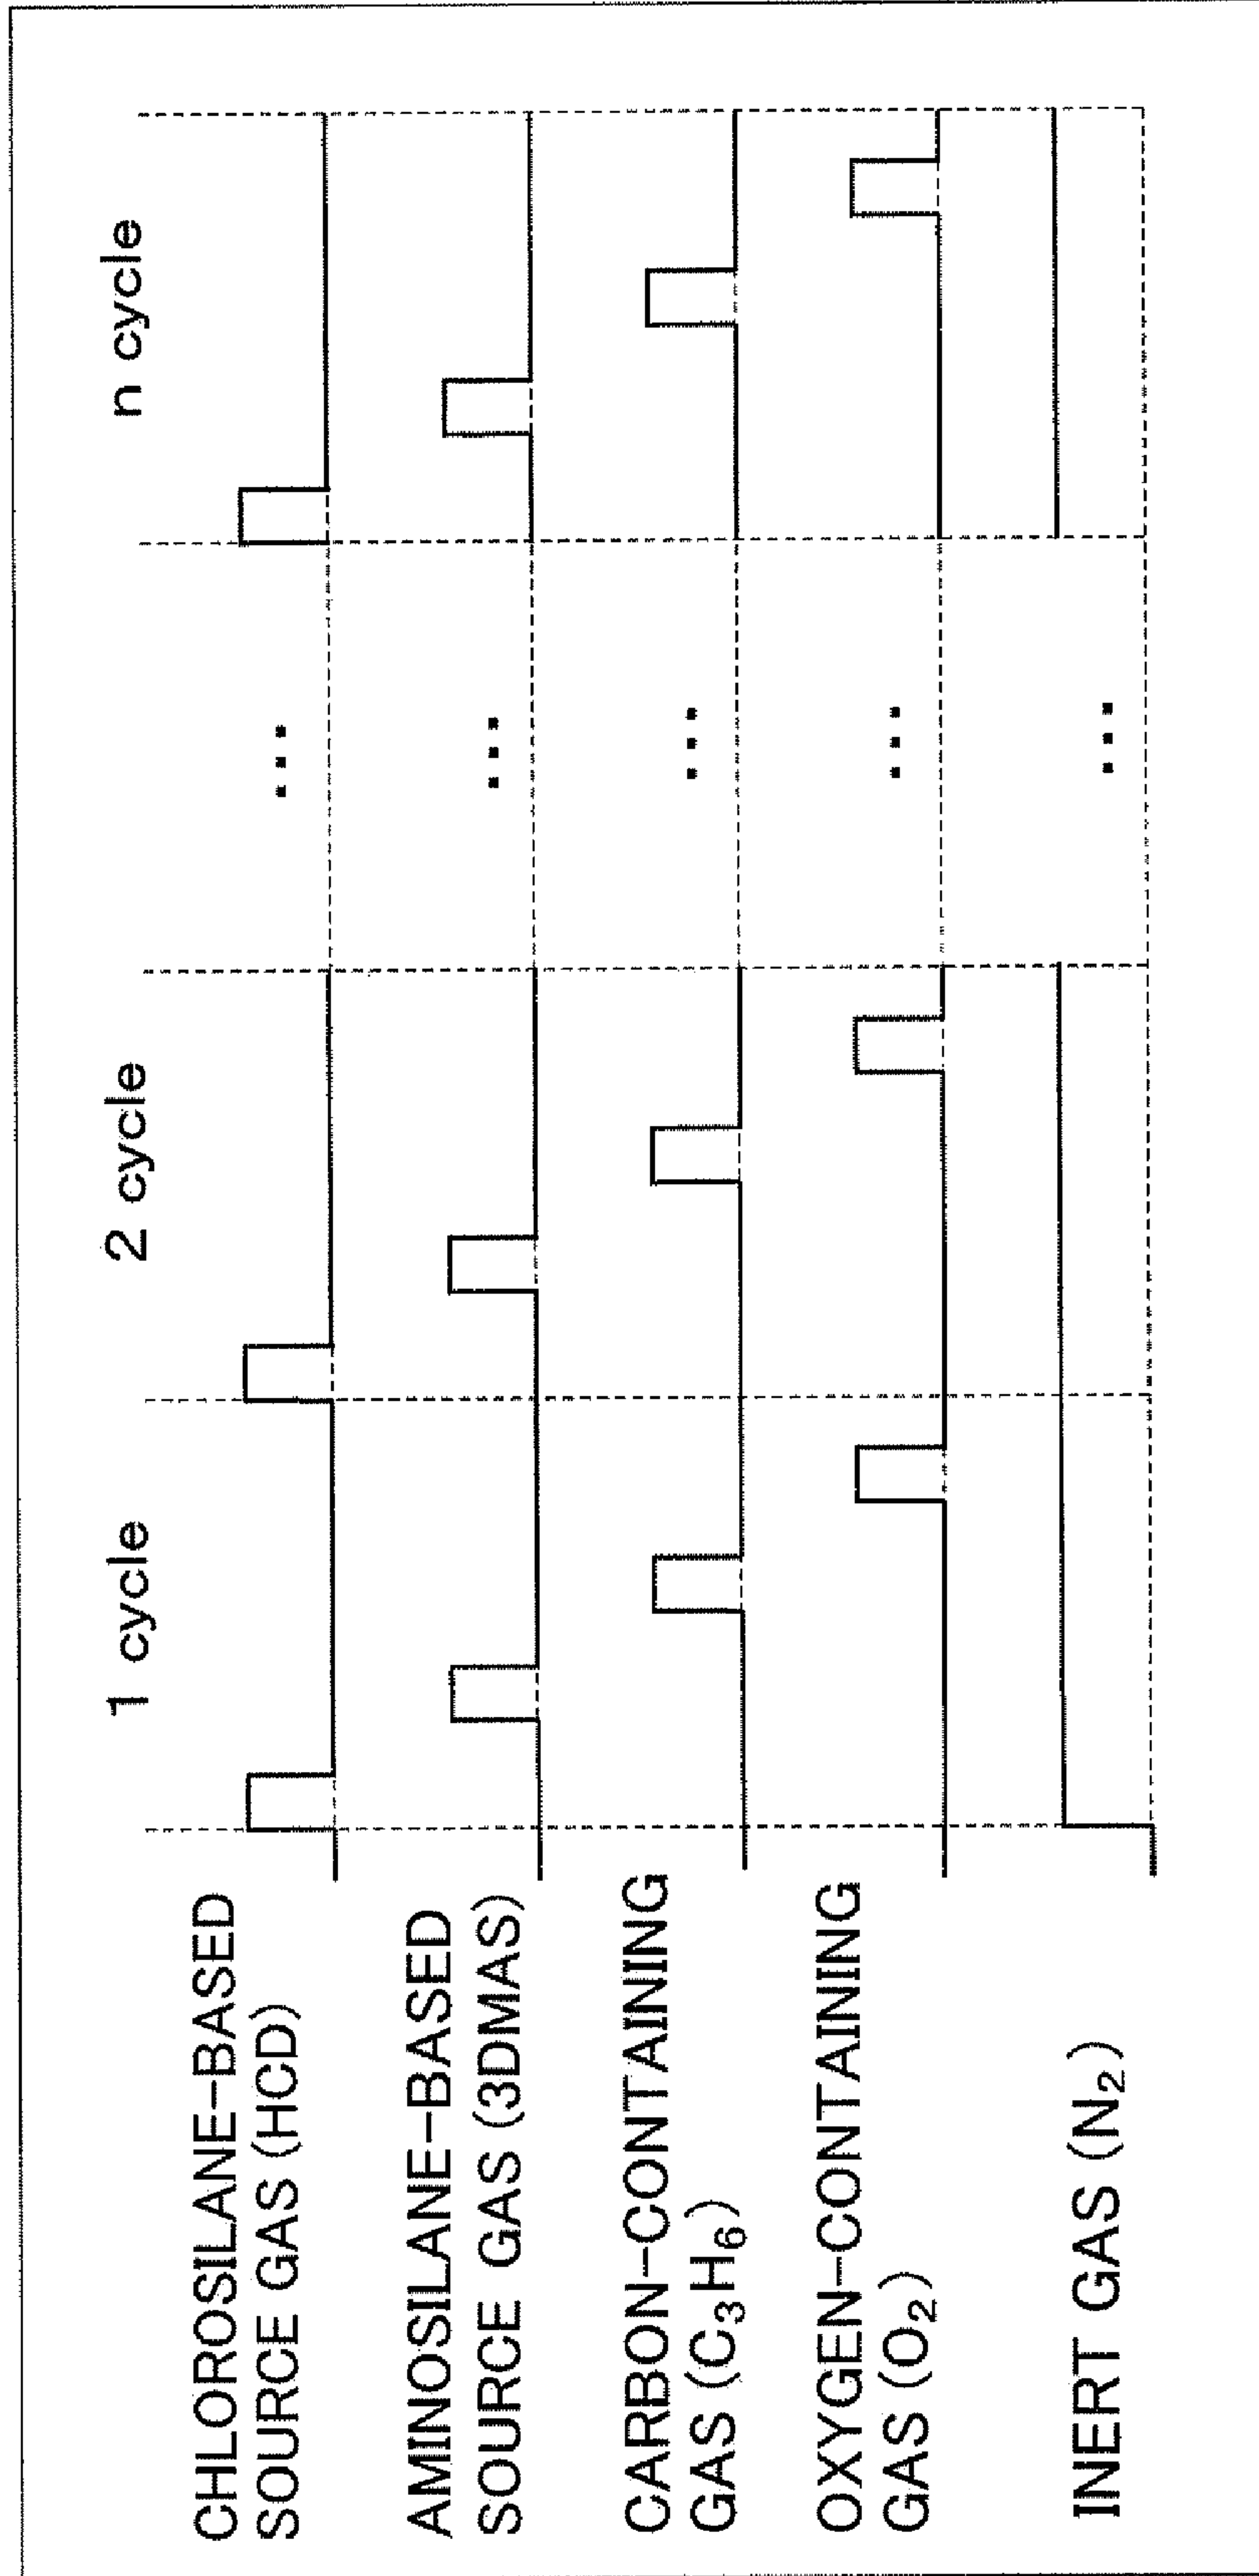 1 cycle
2 cycle
n cycle
CHLOROSILANE-BASED
SOURCE GAS (HCD)
AMINOSILANE-BASED
SOURCE GAS (3DMAS)
CARBON-CONTAINING
GAS (C₃H₆)
OXYGEN-CONTAINING
GAS (O₂)
INERT GAS (N₂)